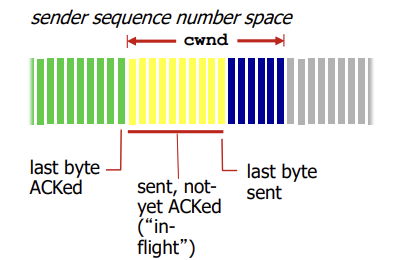 sender sequence number space
cwnd
last byte
ACKed
sent, not-
yet ACKed
("in-
flight")
last byte
sent